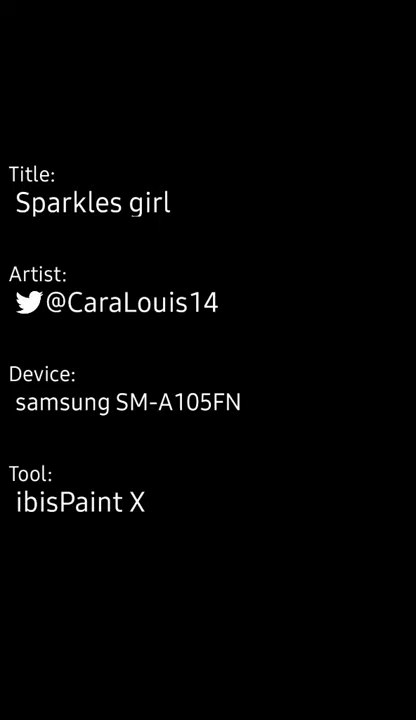 Title:
Sparkles girl
Artist:
@CaraLouis14
Device:
samsung SM-A105FN
Tool:
ibisPaint X